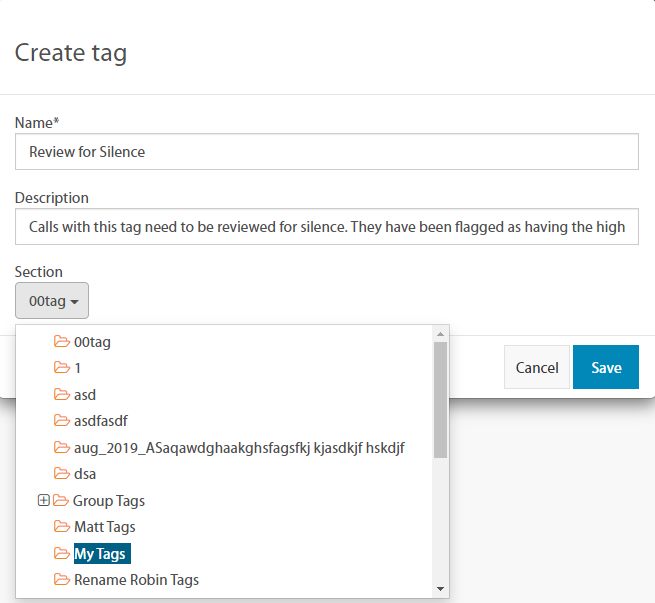 Create tag
Name*
Review for Silence
Description
Calls with this tag need to be reviewed for silence. They have been flagged as having the high
Section
00tag
00tag
1
asd
asdfasdf
aug_2019_ASaqawdghaakghsfagsfkj kjasdkjf hskdjf
dsa
Group Tags
Matt Tags
My Tags
Rename Robin Tags
Cancel
Save